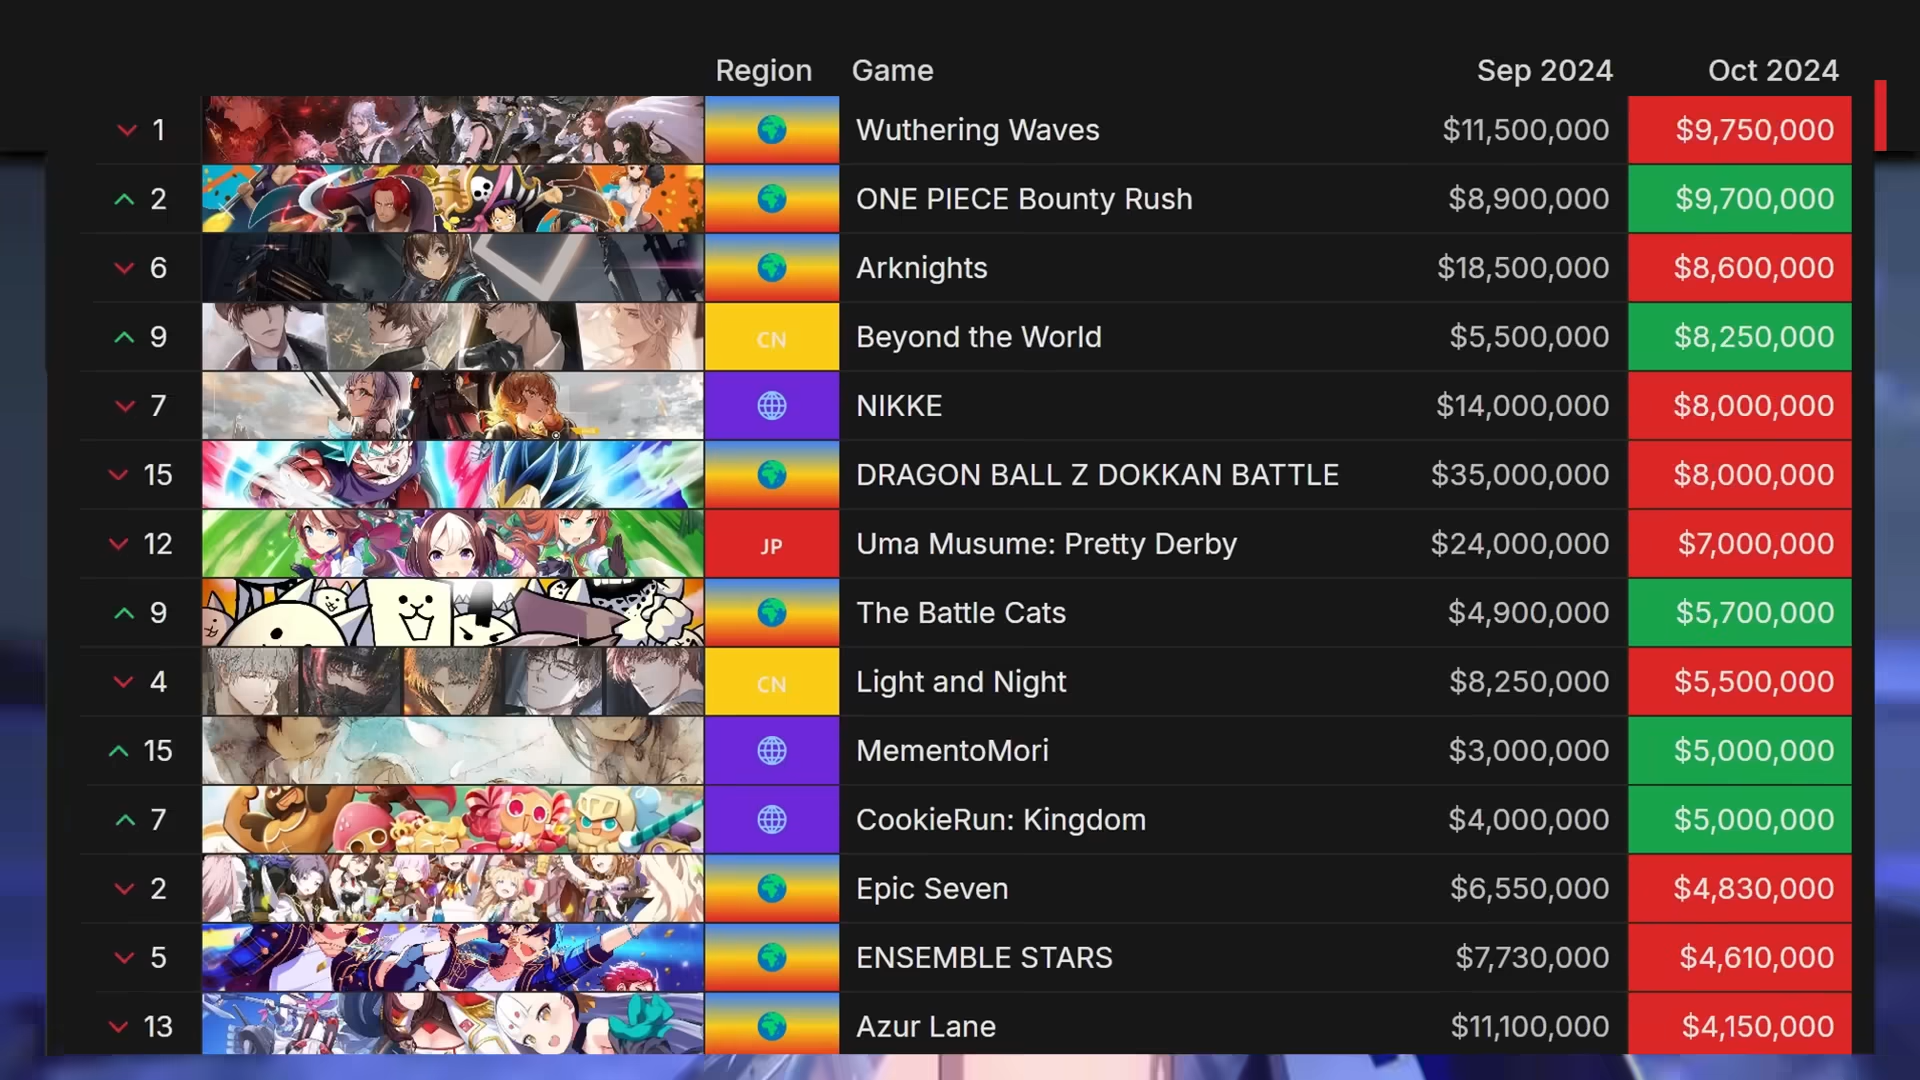 Region Game Sep 2024 Oct 2024
1 Wuthering Waves $11,500,000 $9,750,000
2 ONE PIECE Bounty Rush $8,900,000 $9,700,000
6 Arknights $18,500,000 $8,600,000
9 CN Beyond the World $5,500,000 $8,250,000
7 NIKKE $14,000,000 $8,000,000
15 DRAGON BALL Z DOKKAN BATTLE $35,000,000 $8,000,000
12 JP Uma Musume: Pretty Derby $24,000,000 $7,000,000
9 The Battle Cats $4,900,000 $5,700,000
4 CN Light and Night $8,250,000 $5,500,000
15 MementoMori $3,000,000 $5,000,000
7 CookieRun: Kingdom $4,000,000 $5,000,000
2 Epic Seven $6,550,000 $4,830,000
5 ENSEMBLE STARS $7,730,000 $4,610,000
13 Azur Lane $11,100,000 $4,150,000